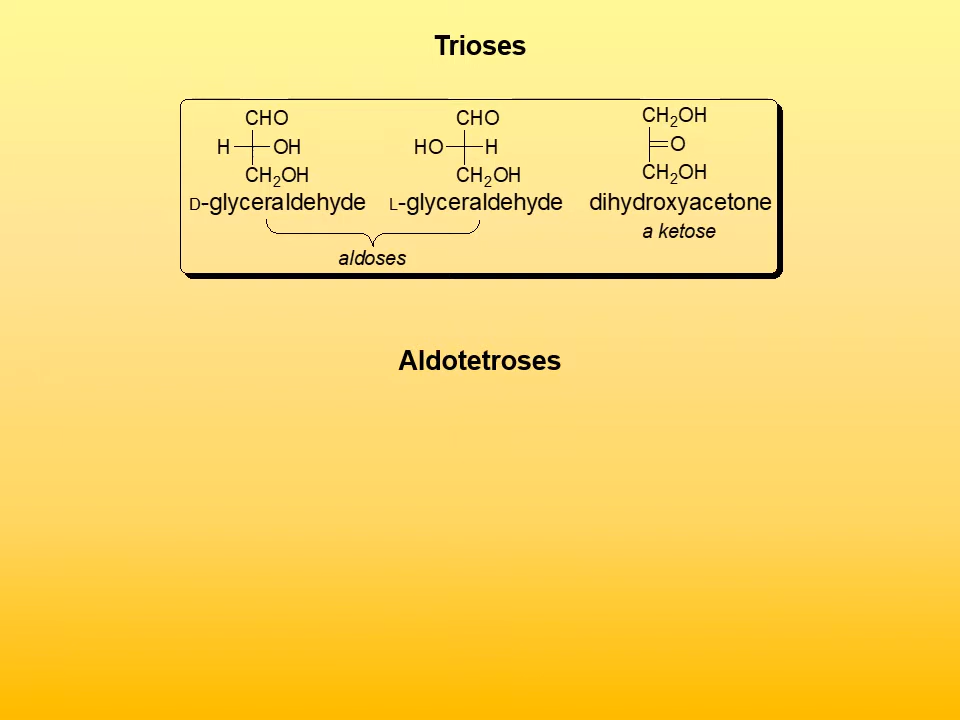 Trioses
CHO CHO CH2OH
H OH HO H O
CH2OH CH2OH CH2OH
D-glyceraldehyde L-glyceraldehyde dihydroxyacetone
a ketose
aldoses
Aldotetroses